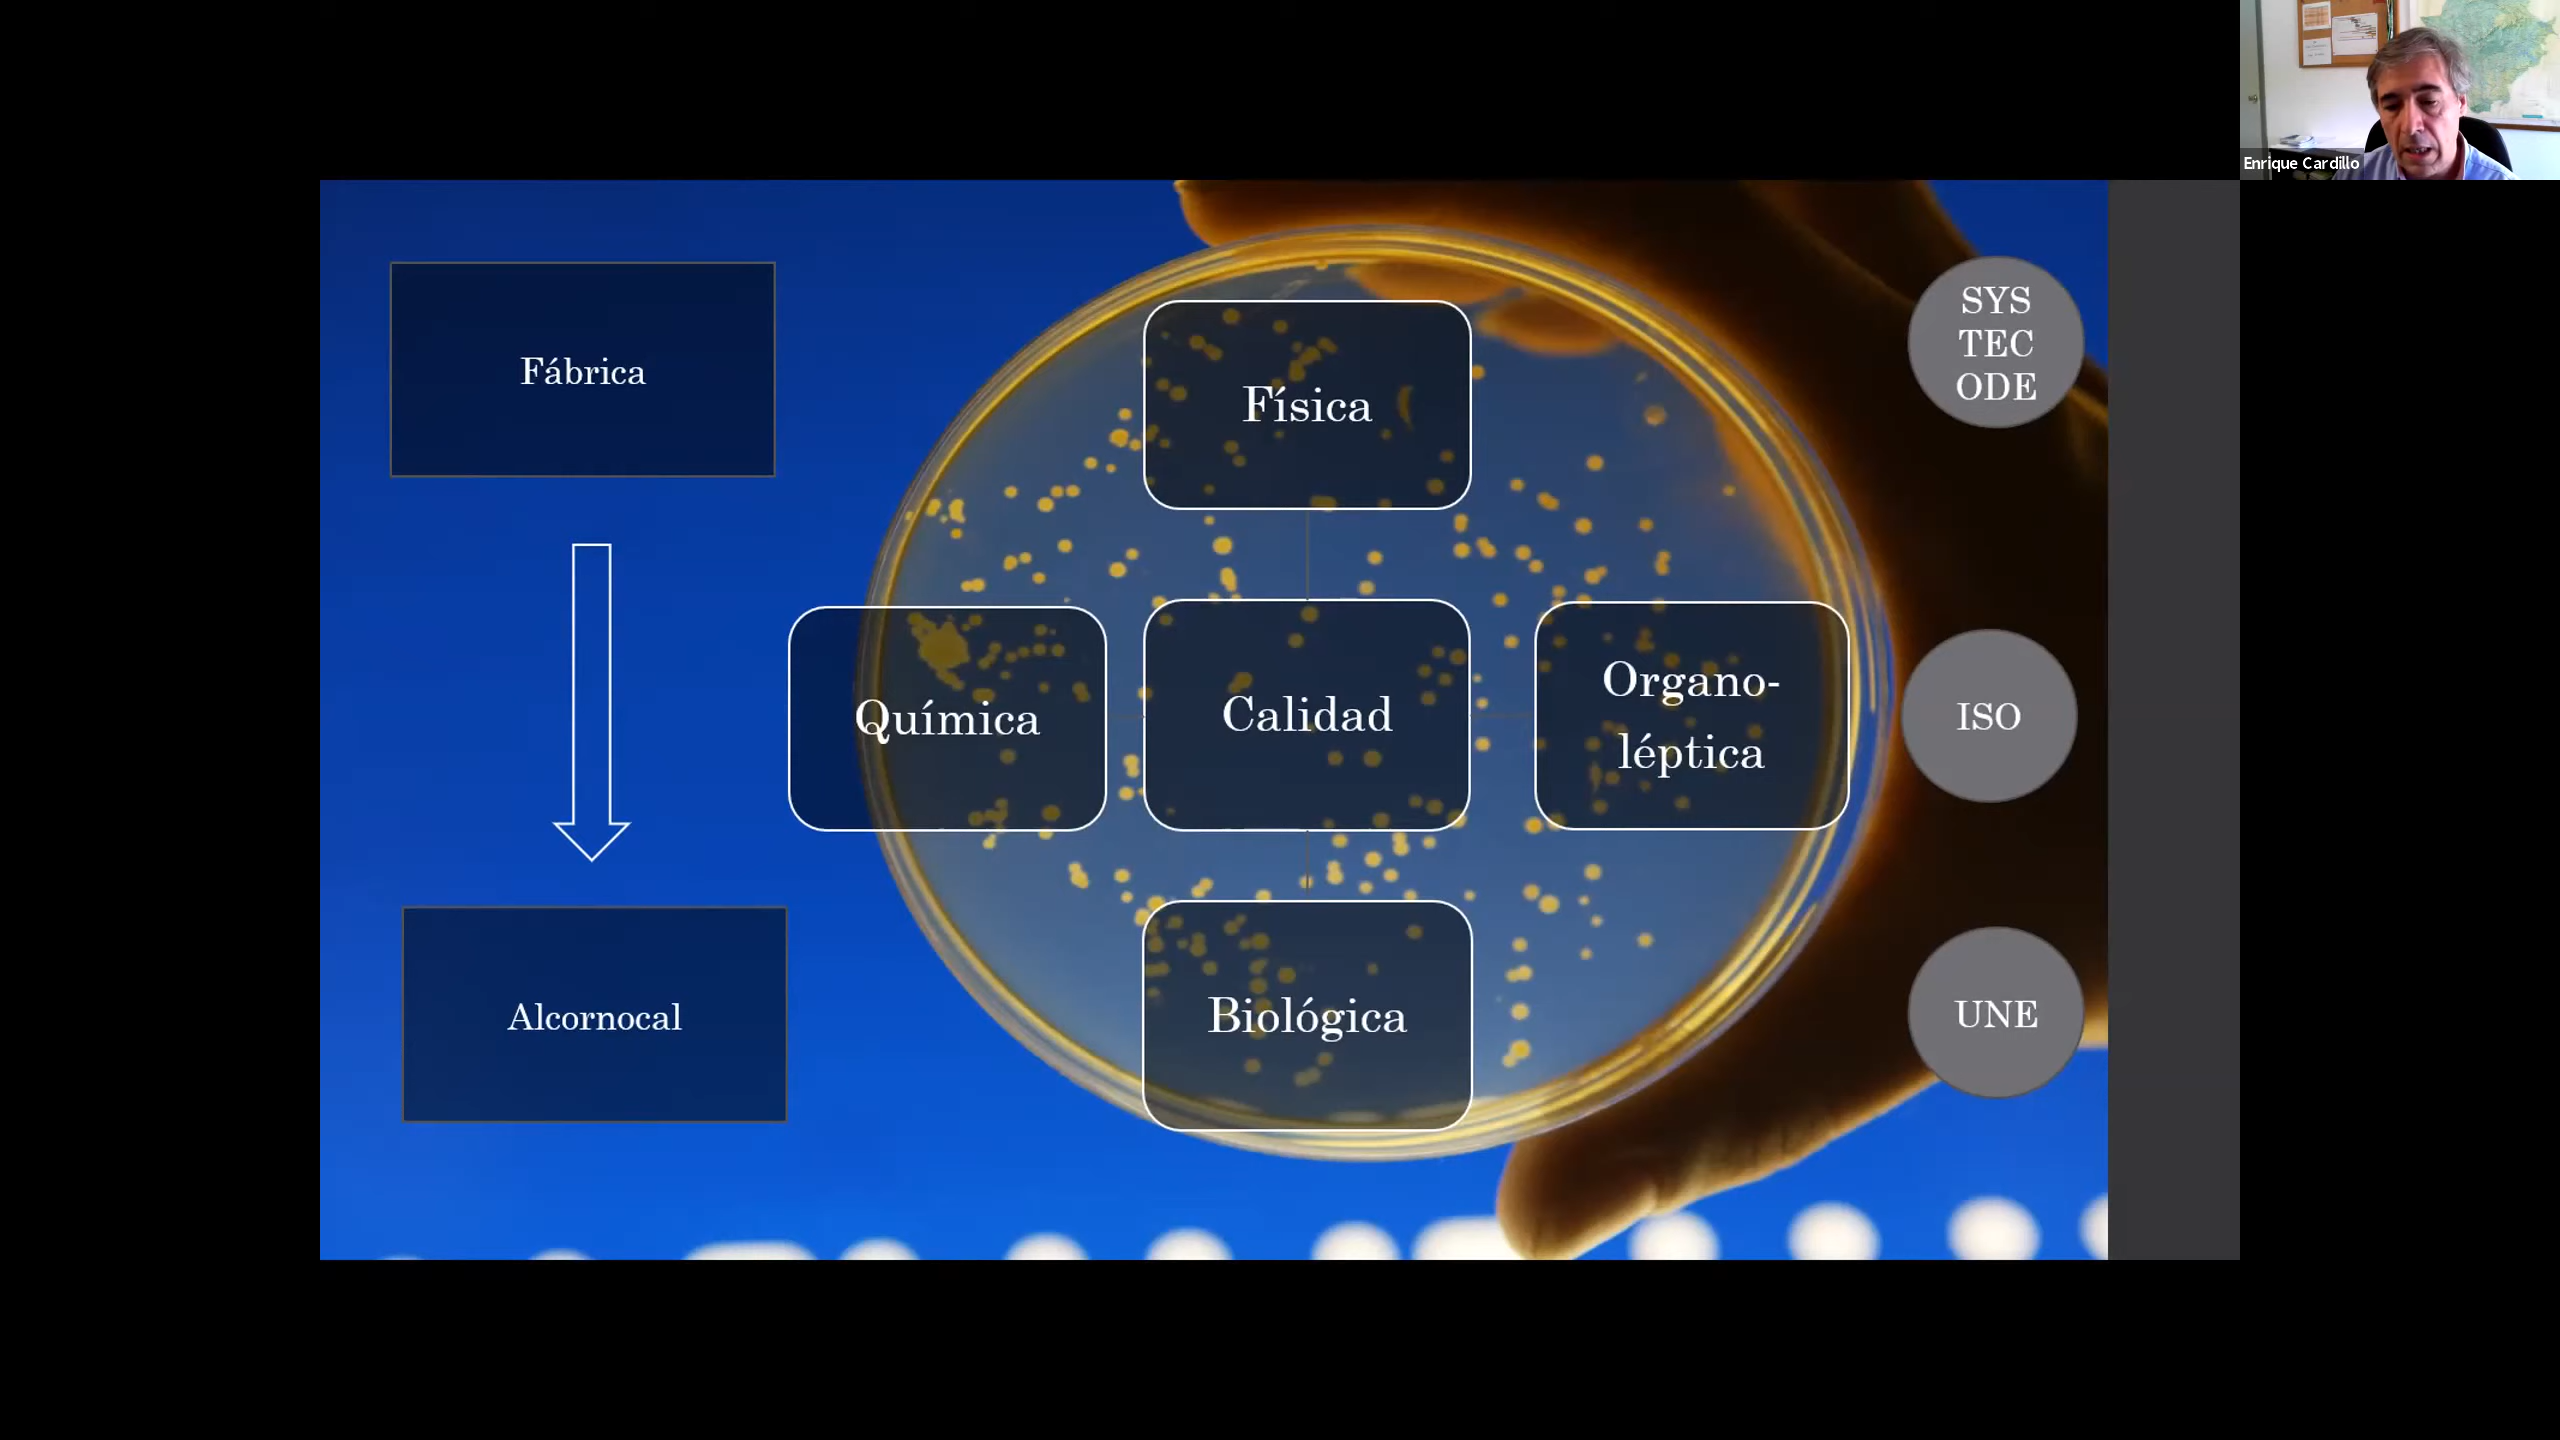 Enrique Cardillo
Fábrica
Alcornocal
Física
Química
Calidad
Organo-
léptica
Biológica
SYS
TEC
ODE
ISO
UNE